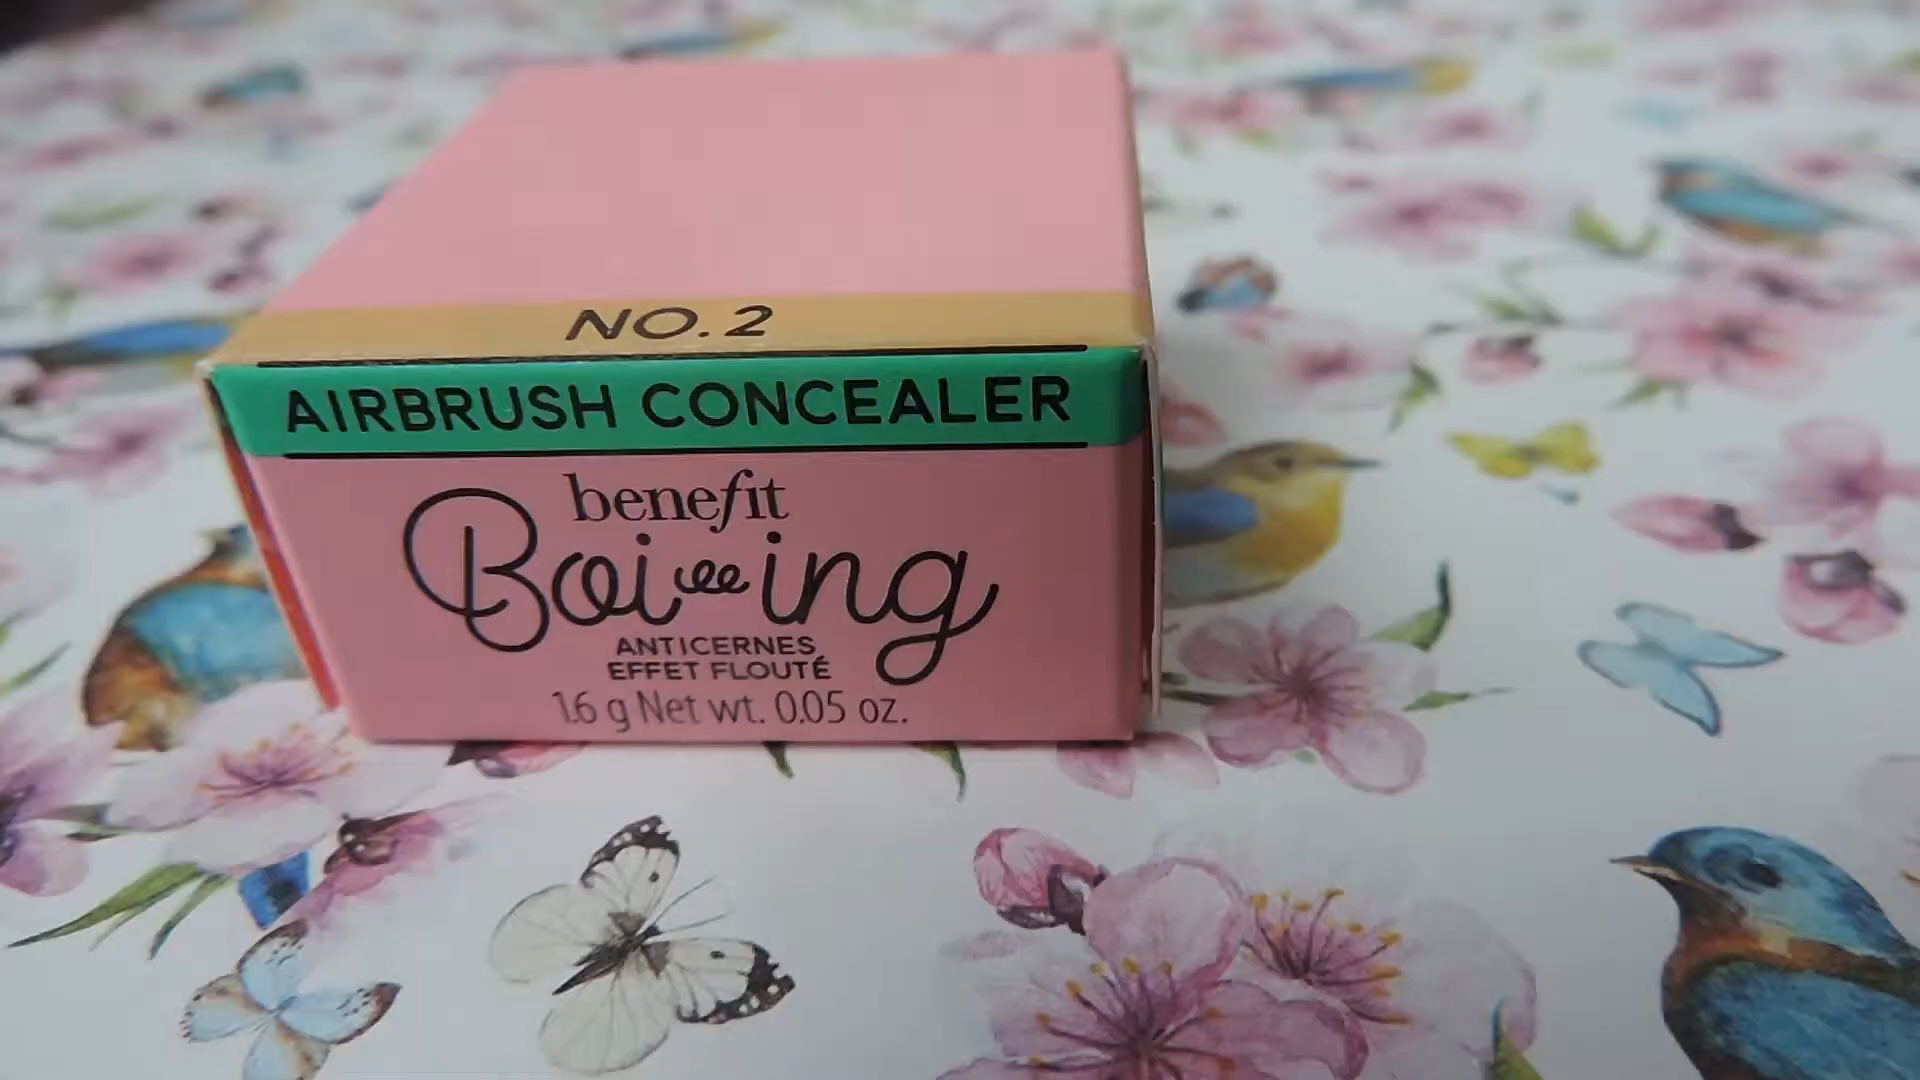 NO. 2
AIRBRUSH CONCEALER
benefit
Boi-ing
ANTICERNES
EFFET FLOUTÉ
1.6 g Net wt. 0.05 oz.